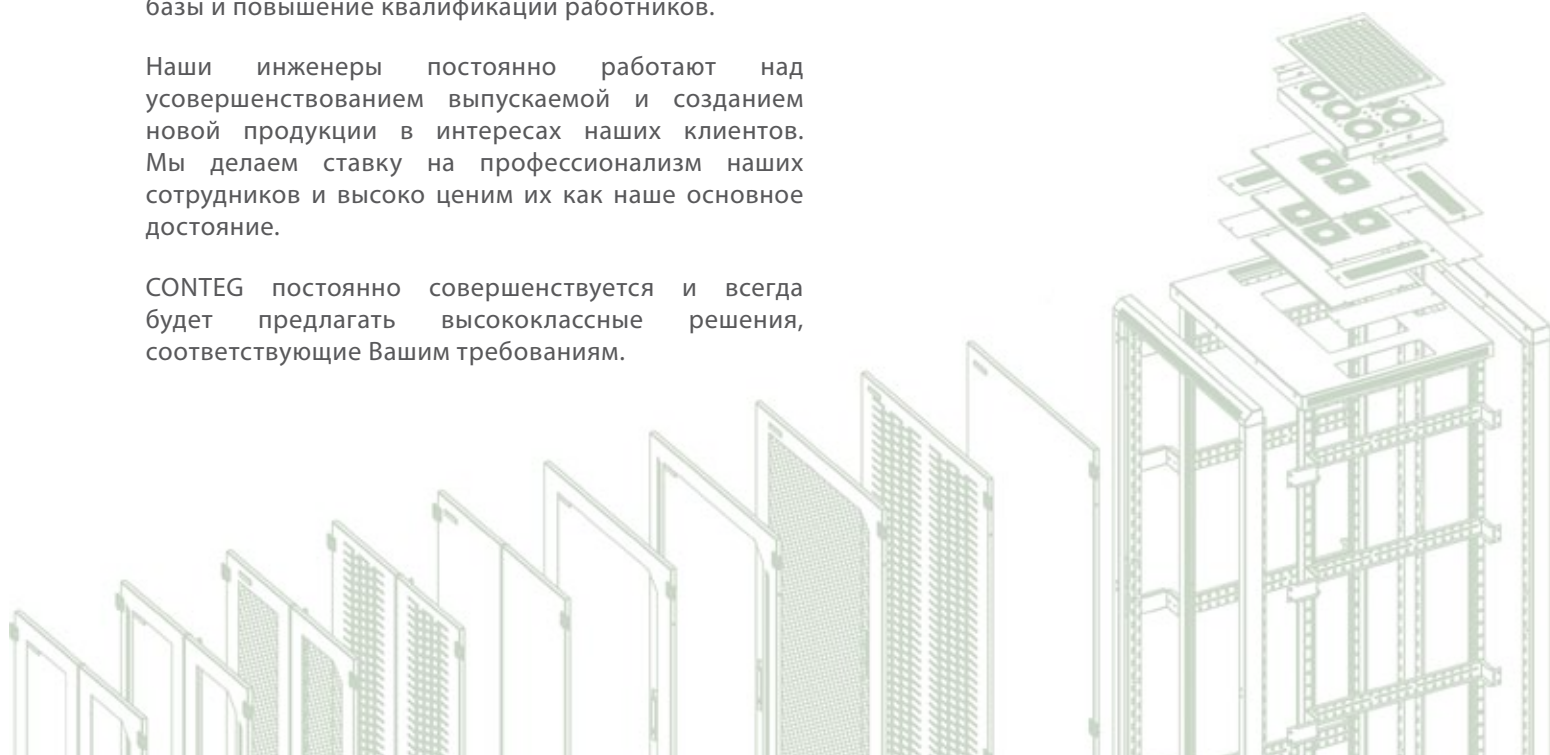 базы и повышение квалификации работников.
Наши инженеры постоянно работают над
усовершенствованием выпускаемой и созданием
новой продукции в интересах наших клиентов.
Мы делаем ставку на профессионализм наших
сотрудников и высоко ценим их как наше основное
достояние.
CONTEG постоянно совершенствуется и всегда
будет предлагать высококлассные решения,
соответствующие Вашим требованиям.